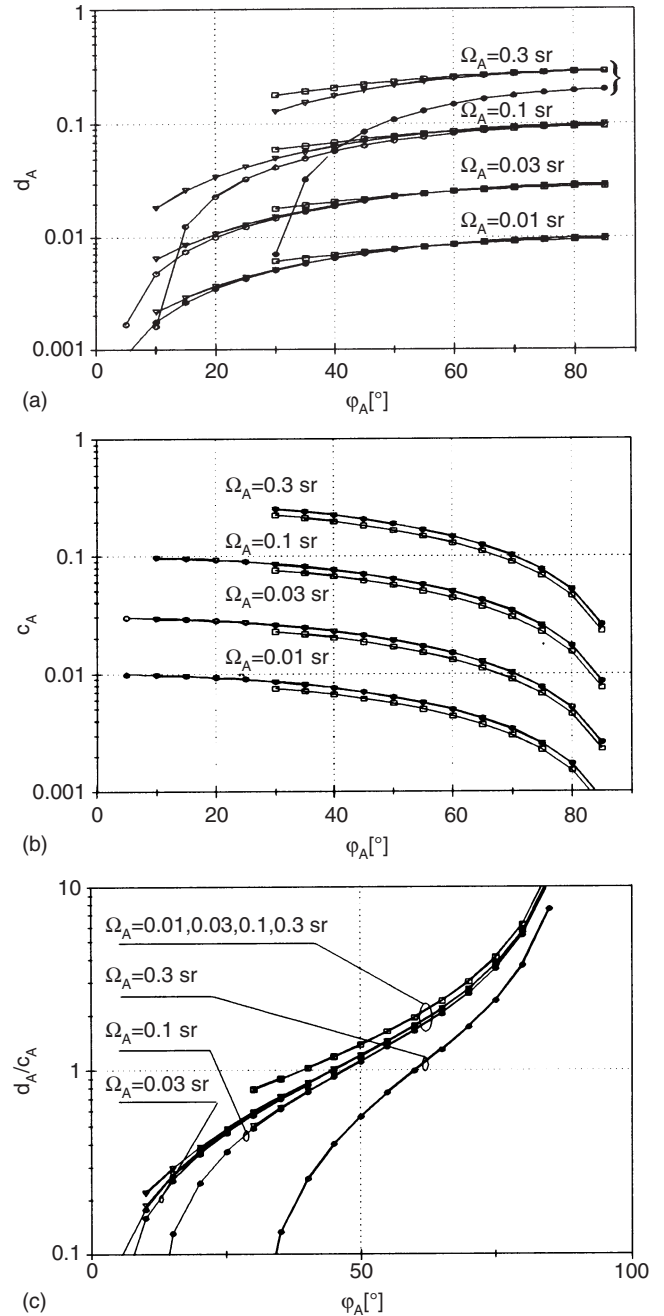 1
Ω_A=0.3 sr
}
0.1
Ω_A=0.1 sr
d_A
Ω_A=0.03 sr
0.01
Ω_A=0.01 sr
0.001
0 20 40 60 80
(a) φ_A[°]
1
Ω_A=0.3 sr
0.1
Ω_A=0.1 sr
c_A
Ω_A=0.03 sr
0.01
Ω_A=0.01 sr
0.001
0 20 40 60 80
(b) φ_A[°]
10
Ω_A=0.01,0.03,0.1,0.3 sr
Ω_A=0.3 sr
d_A/c_A
Ω_A=0.1 sr
1
Ω_A=0.03 sr
0.1
0 50 100
(c) φ_A[°]